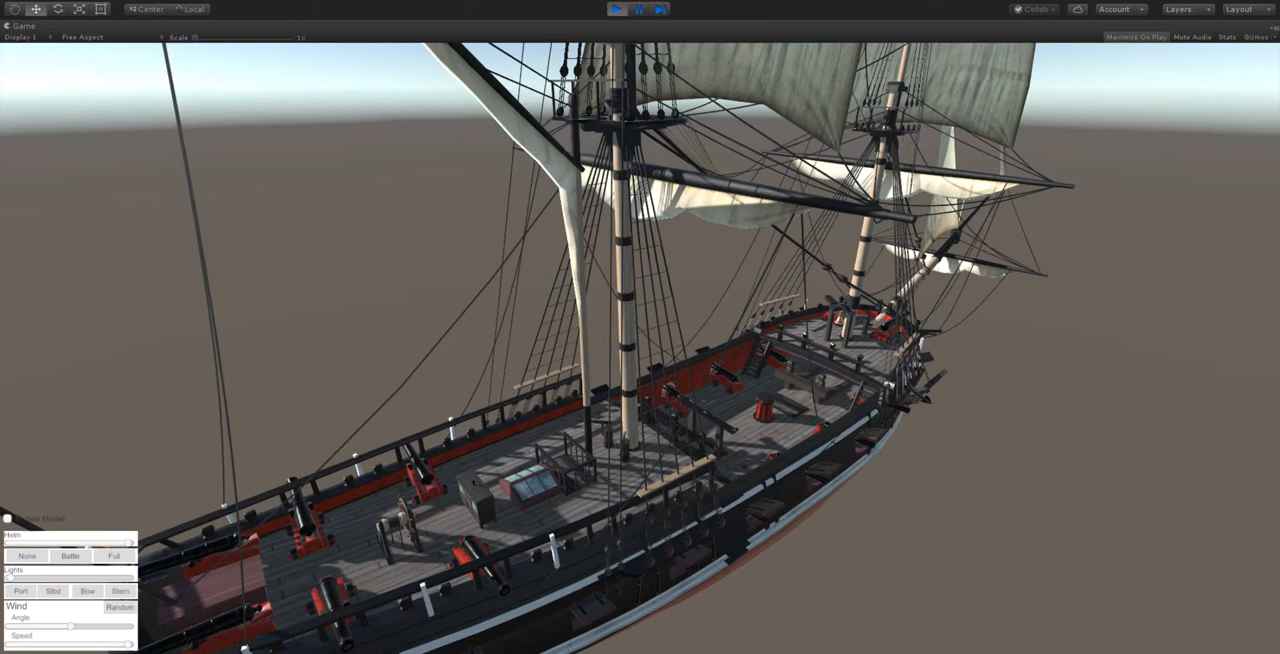 Center Local Collab Account Layers Layout
Game
Display 1 Free Aspect Scale 1x Maximize On Play Mute Audio Stats Gizmos
Model
Helm
None Battle Full
Lights
Port Stbd Bow Stern
Wind Random
Angle
Speed